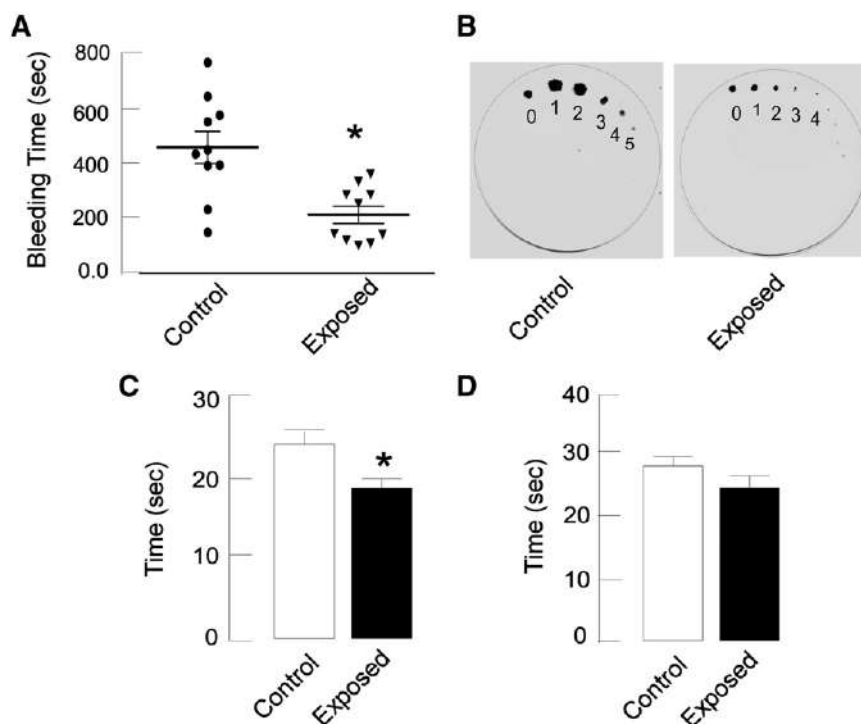 A
Bleeding Time (sec)
800
600
400
200
0.0
*
Control
Exposed
B
0 1 2 3 4 5
0 1 2 3 4
Control
Exposed
C
Time (sec)
30
20
10
0
*
Control
Exposed
D
Time (sec)
40
30
20
10
0
Control
Exposed